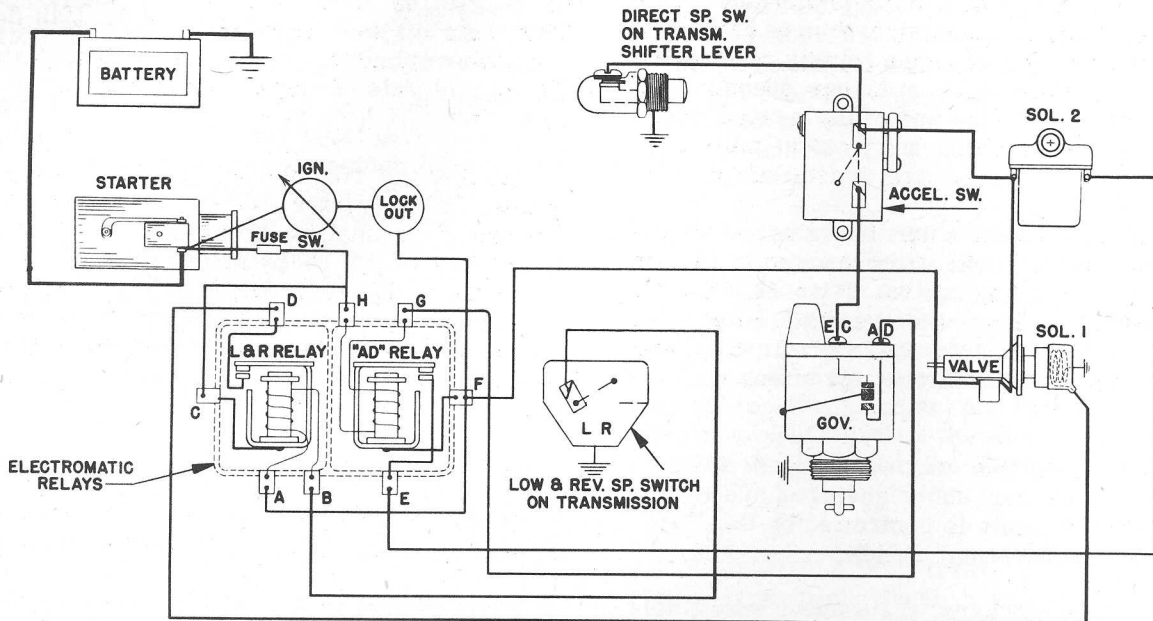 DIRECT SP. SW.
ON TRANSM.
SHIFTER LEVER
BATTERY
SOL. 2
STARTER
IGN.
SW.
LOCK
OUT
ACCEL. SW.
FUSE
D
H
G
L & R RELAY
"AD" RELAY
C
F
E C
A D
SOL. 1
VALVE
GOV.
L R
ELECTROMATIC
RELAYS
A
B
E
LOW & REV. SP. SWITCH
ON TRANSMISSION